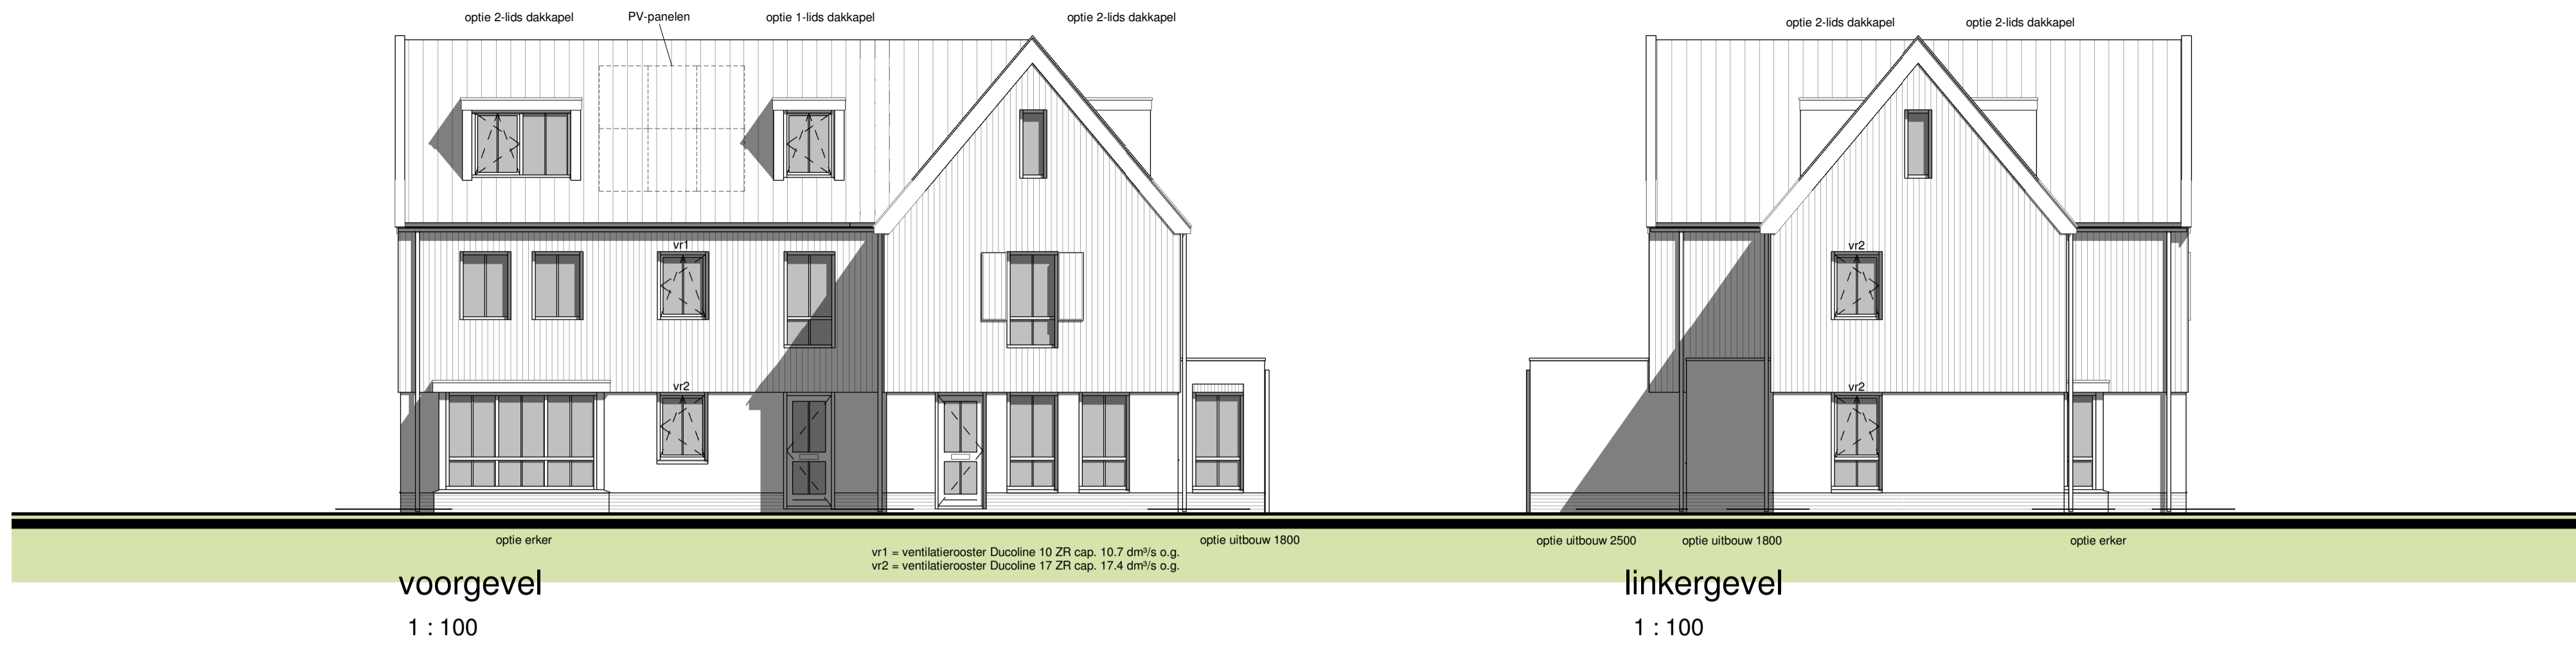 optie 2-lids dakkapel
PV-panelen
optie 1-lids dakkapel
optie 2-lids dakkapel
optie 2-lids dakkapel
optie 2-lids dakkapel
vr1
vr2
vr2
vr2
optie erker
vr1 = ventilatierooster Ducoline 10 ZR cap. 10.7 dm³/s o.g.
vr2 = ventilatierooster Ducoline 17 ZR cap. 17.4 dm³/s o.g.
optie uitbouw 1800
optie uitbouw 2500
optie uitbouw 1800
optie erker
voorgevel
1 : 100
linkergevel
1 : 100